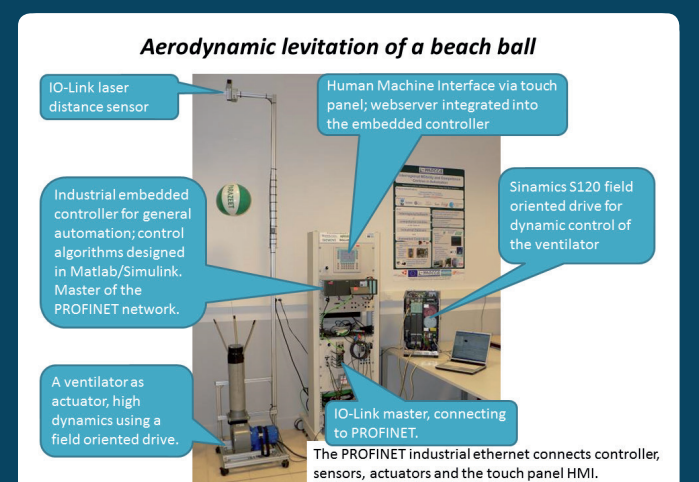 Aerodynamic levitation of a beach ball
IO-Link laser
distance sensor
Human Machine Interface via touch
panel; webserver integrated into
the embedded controller
Industrial embedded
controller for general
automation; control
algorithms designed
in Matlab/Simulink.
Master of the
PROFINET network.
Sinamics S120 field
oriented drive for
dynamic control of
the ventilator
A ventilator as
actuator, high
dynamics using a
field oriented drive.
IO-Link master, connecting
to PROFINET.
The PROFINET industrial ethernet connects controller,
sensors, actuators and the touch panel HMI.